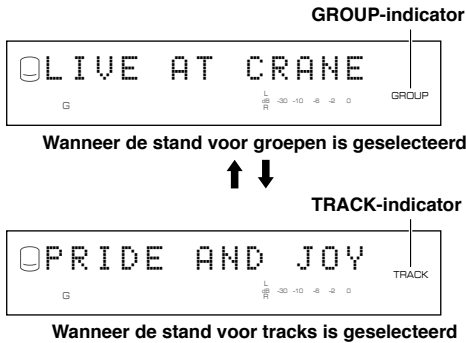 GROUP-indicator
LIVE AT CRANE
GROUP
G
L
dB -30 -10 -6 -2 0
R
Wanneer de stand voor groepen is geselecteerd
TRACK-indicator
PRIDE AND JOY
TRACK
G
L
dB -30 -10 -6 -2 0
R
Wanneer de stand voor tracks is geselecteerd